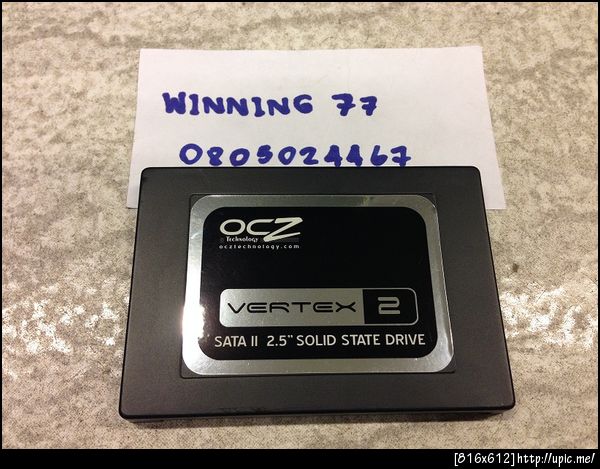 WINNING 77
0805024467
OCZ
Technology
ocztechnology.com
VERTEX 2
SATA II 2.5" SOLID STATE DRIVE
[816x612]http://upic.me/